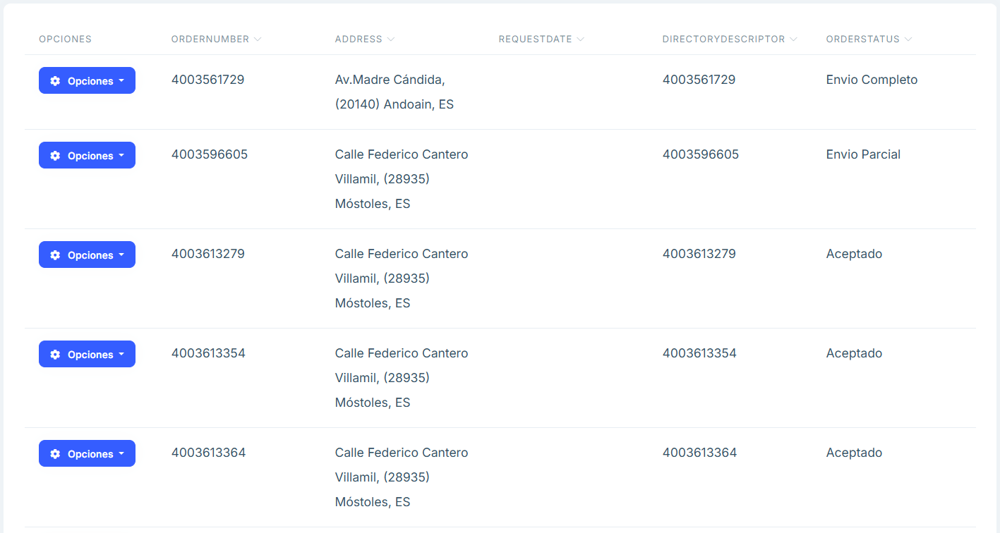 OPCIONES ORDERNUMBER ADDRESS REQUESTDATE DIRECTORYDESCRIPTOR ORDERSTATUS
Opciones 4003561729 Av.Madre Cándida, 4003561729 Envio Completo
(20140) Andoain, ES
Opciones 4003596605 Calle Federico Cantero 4003596605 Envio Parcial
Villamil, (28935)
Móstoles, ES
Opciones 4003613279 Calle Federico Cantero 4003613279 Aceptado
Villamil, (28935)
Móstoles, ES
Opciones 4003613354 Calle Federico Cantero 4003613354 Aceptado
Villamil, (28935)
Móstoles, ES
Opciones 4003613364 Calle Federico Cantero 4003613364 Aceptado
Villamil, (28935)
Móstoles, ES